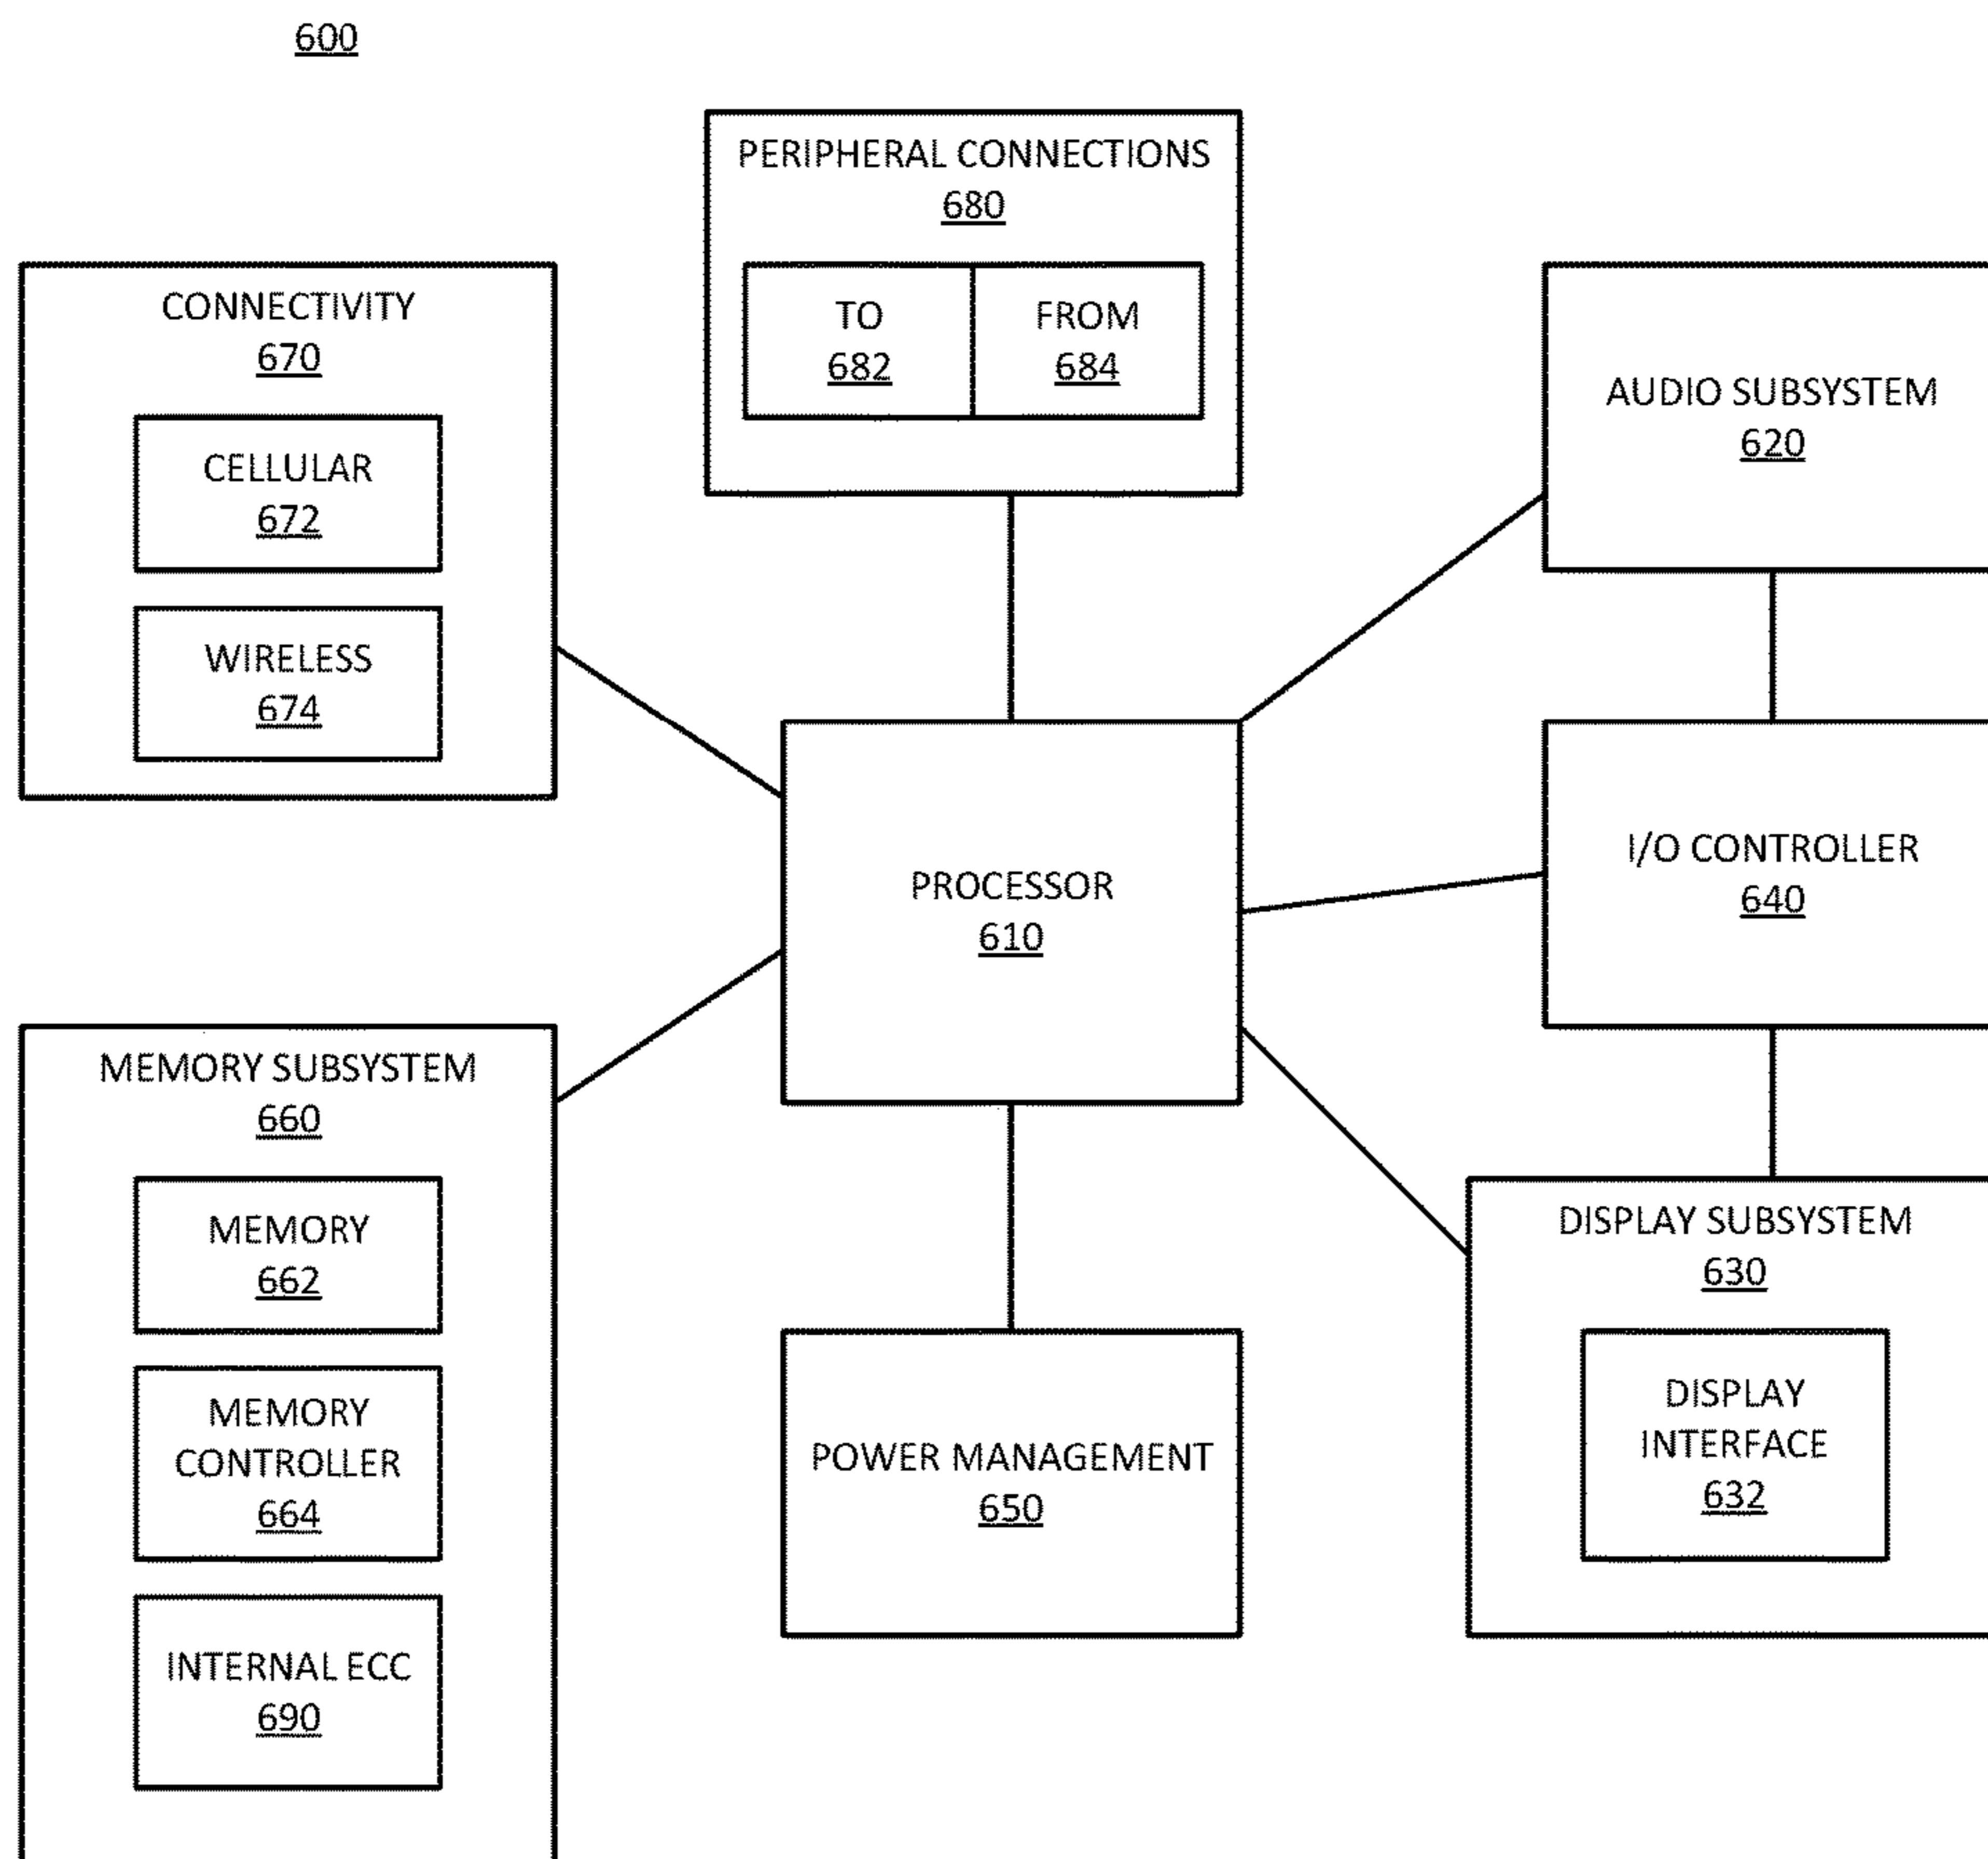 600
PERIPHERAL CONNECTIONS
680
TO
682
FROM
684
CONNECTIVITY
670
CELLULAR
672
WIRELESS
674
AUDIO SUBSYSTEM
620
PROCESSOR
610
I/O CONTROLLER
640
MEMORY SUBSYSTEM
660
MEMORY
662
MEMORY
CONTROLLER
664
INTERNAL ECC
690
POWER MANAGEMENT
650
DISPLAY SUBSYSTEM
630
DISPLAY
INTERFACE
632